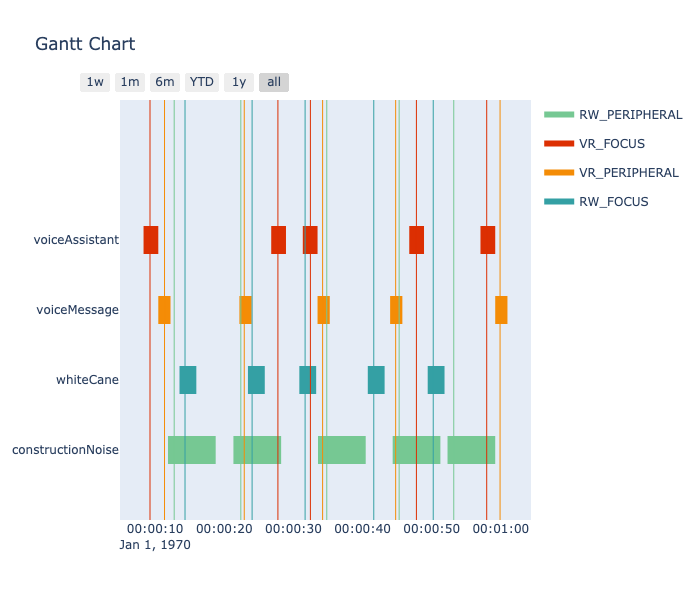 Gantt Chart
1w 1m 6m YTD 1y all
RW_PERIPHERAL
VR_FOCUS
VR_PERIPHERAL
RW_FOCUS
voiceAssistant
voiceMessage
whiteCane
constructionNoise
00:00:10 00:00:20 00:00:30 00:00:40 00:00:50 00:01:00
Jan 1, 1970